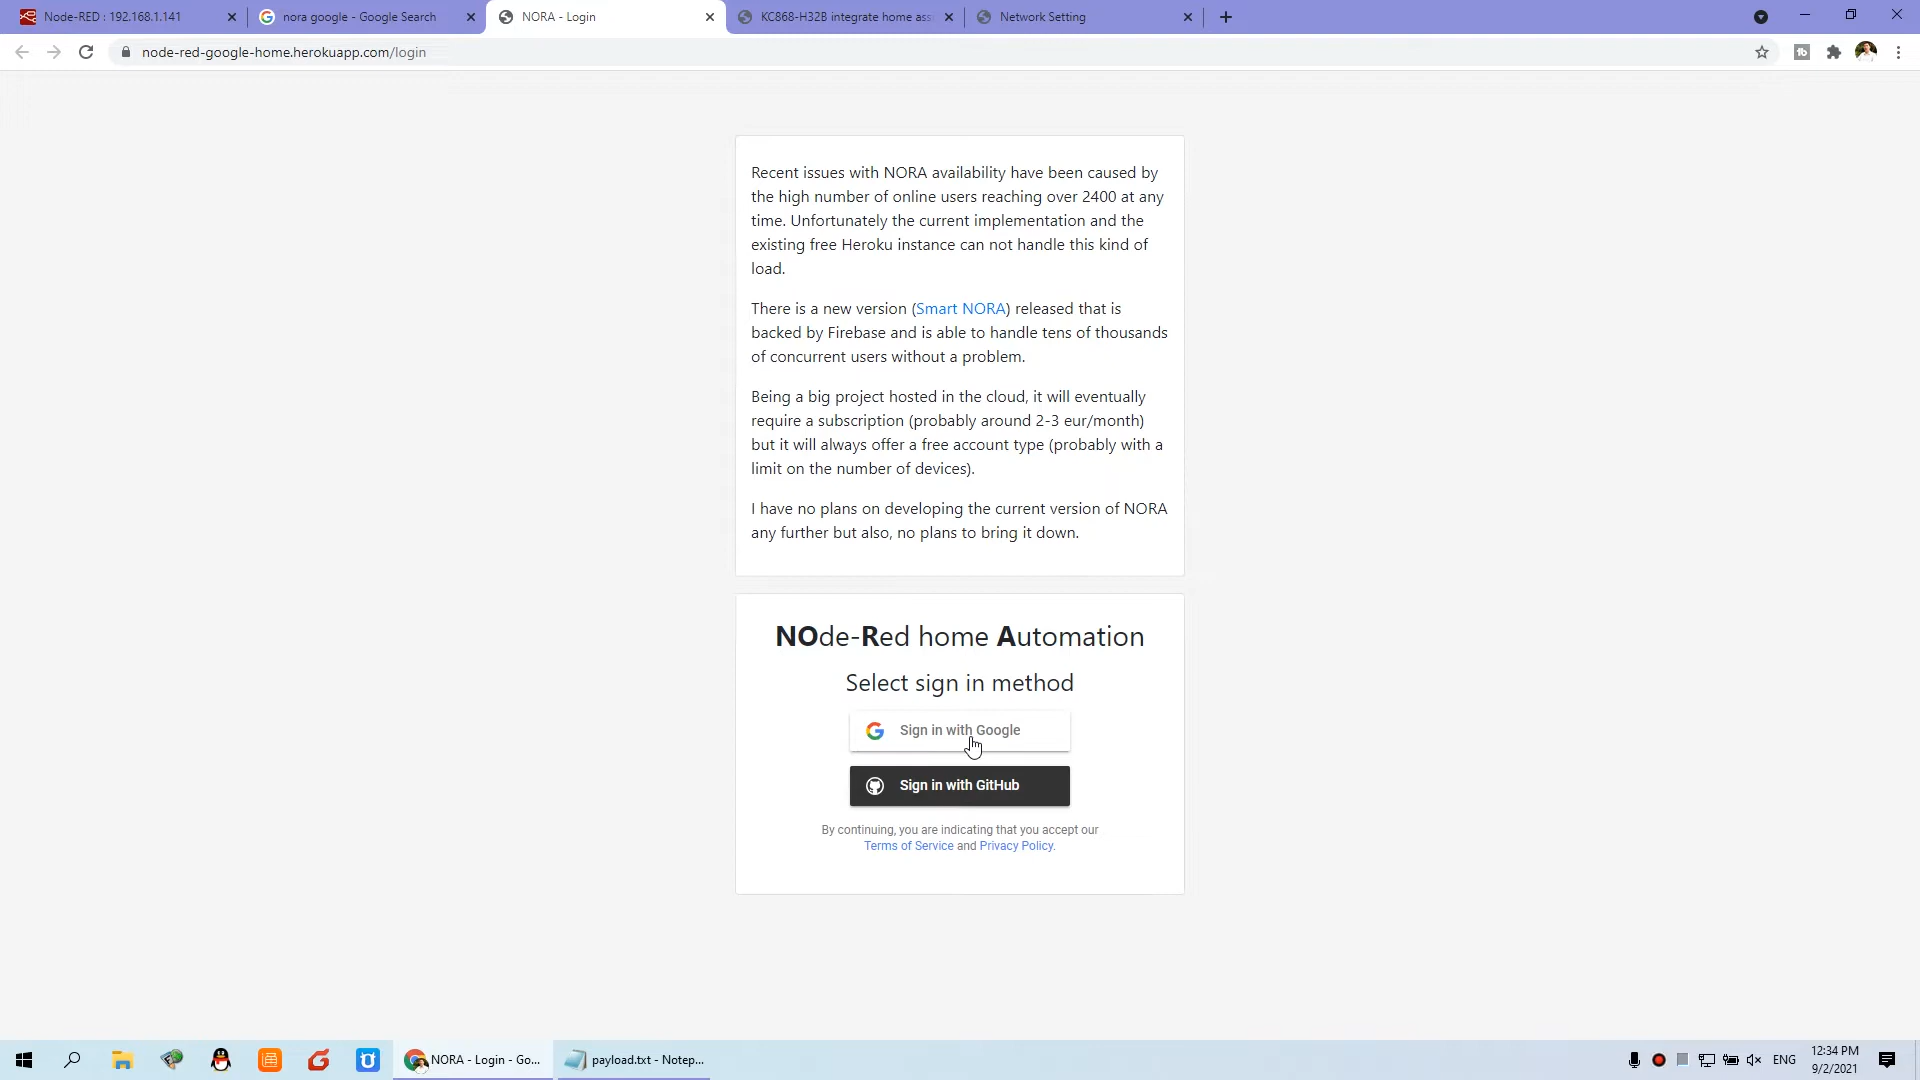 Node-RED : 192.168.1.141
nora google - Google Search
NORA - Login
KC868-H32B integrate home ass
Network Setting
node-red-google-home.herokuapp.com/login
Recent issues with NORA availability have been caused by
the high number of online users reaching over 2400 at any
time. Unfortunately the current implementation and the
existing free Heroku instance can not handle this kind of
load.
There is a new version (Smart NORA) released that is
backed by Firebase and is able to handle tens of thousands
of concurrent users without a problem.
Being a big project hosted in the cloud, it will eventually
require a subscription (probably around 2-3 eur/month)
but it will always offer a free account type (probably with a
limit on the number of devices).
I have no plans on developing the current version of NORA
any further but also, no plans to bring it down.
NOde-Red home Automation
Select sign in method
Sign in with Google
Sign in with GitHub
By continuing, you are indicating that you accept our
Terms of Service and Privacy Policy.
NORA - Login - Go...
payload.txt - Notep...
ENG
12:34 PM
9/2/2021